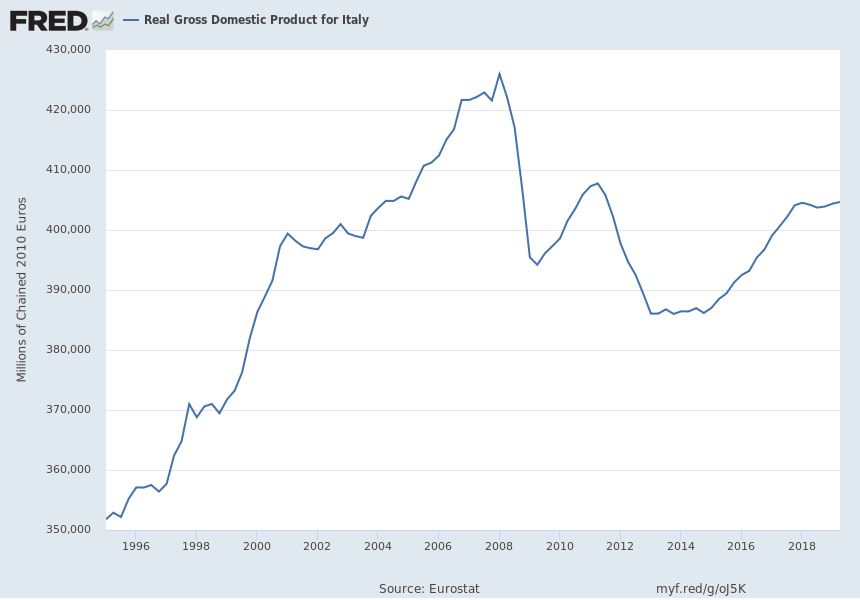 FRED
Real Gross Domestic Product for Italy
430,000
420,000
410,000
400,000
390,000
380,000
370,000
360,000
350,000
Millions of Chained 2010 Euros
1996 1998 2000 2002 2004 2006 2008 2010 2012 2014 2016 2018
Source: Eurostat
myf.red/g/oJ5K